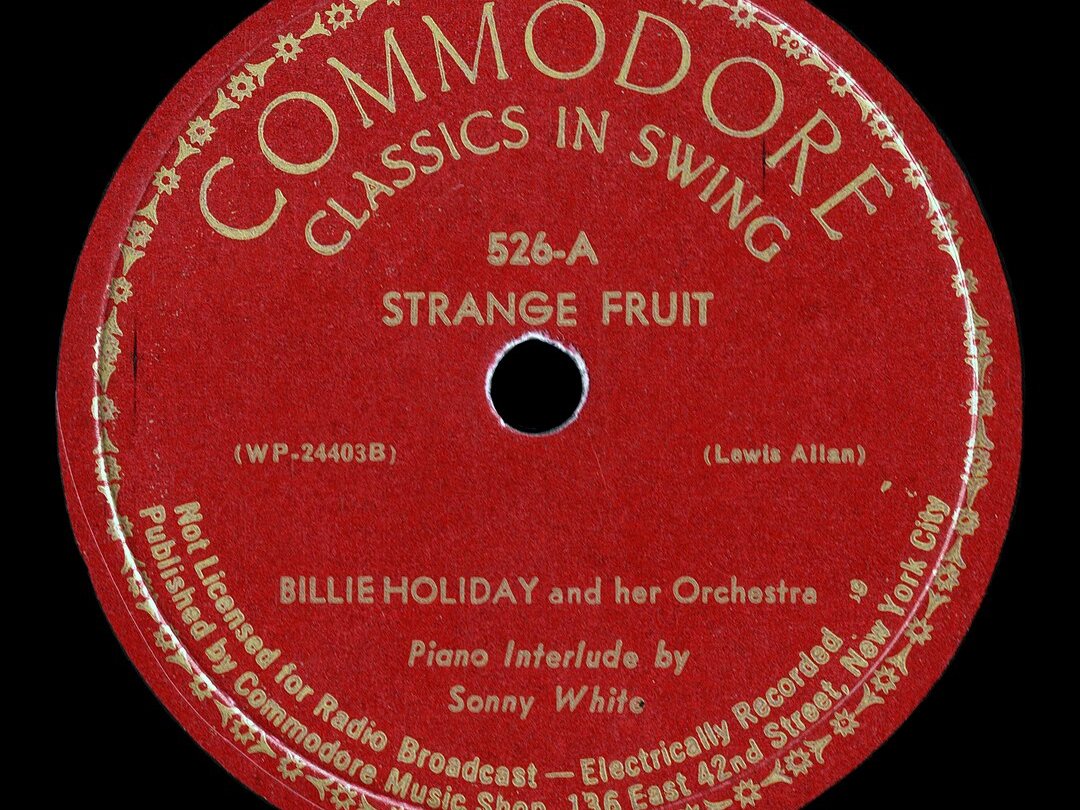 COMMODORE
CLASSICS IN SWING
526-A
STRANGE FRUIT
(WP-24403B)
(Lewis Allan)
BILLIE HOLIDAY and her Orchestra
Piano Interlude by
Sonny White
Not Licensed for Radio Broadcast — Electrically Recorded
Published by Commodore Music Shop, 136 East 42nd Street, New York City